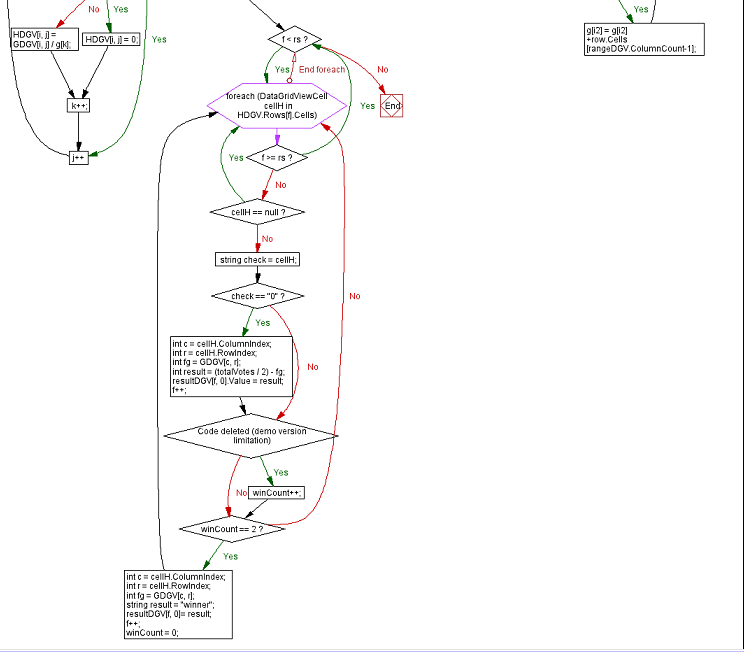 No
Yes
HDGV[i, j] =
GDGV[i, j] / g[k];
HDGV[i, j] = 0;
Yes
k++;
j++
f < rs ?
Yes
End foreach
No
End
foreach (DataGridViewCell
cellH in
HDGV.Rows[f].Cells)
Yes
Yes
f >= rs ?
No
cellH == null ?
No
string check = cellH;
check == "0" ?
No
Yes
int c = cellH.ColumnIndex;
int r = cellH.RowIndex;
int fg = GDGV[c, r];
int result = (totalVotes / 2) - fg;
resultDGV[f, 0].Value = result;
f++;
No
Code deleted (demo version
limitation)
Yes
No
winCount++;
winCount == 2 ?
Yes
int c = cellH.ColumnIndex;
int r = cellH.RowIndex;
int fg = GDGV[c, r];
string result = "winner";
resultDGV[f, 0]= result;
f++;
winCount = 0;
Yes
g[i2] = g[i2]
+row.Cells
[rangeDGV.ColumnCount-1];